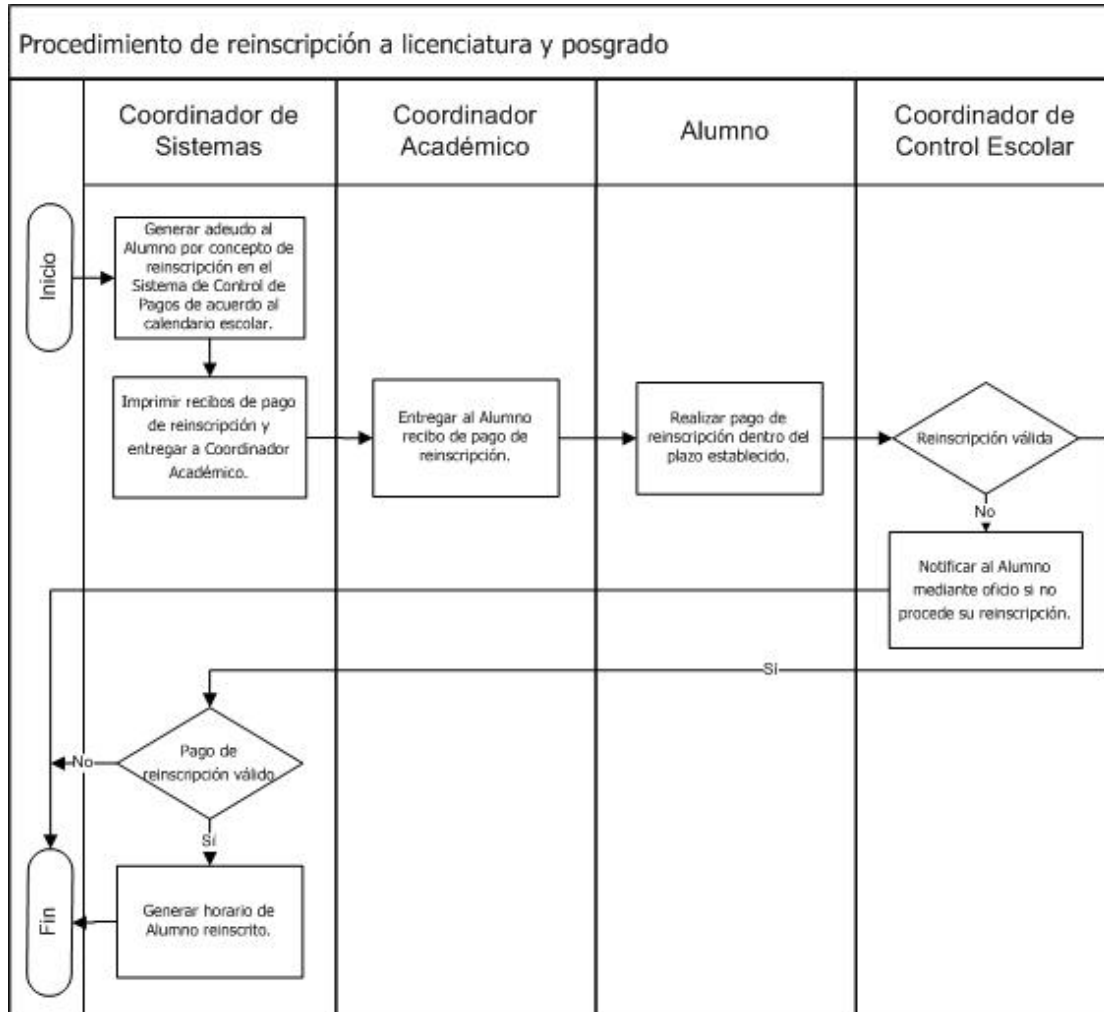 Procedimiento de reinscripción a licenciatura y posgrado
Coordinador de
Sistemas
Coordinador
Académico
Alumno
Coordinador de
Control Escolar
Inicio
Generar adeudo al
Alumno por concepto de
reinscripción en el
Sistema de Control de
Pagos de acuerdo al
calendario escolar.
Imprimir recibos de pago
de reinscripción y
entregar a Coordinador
Académico.
Entregar al Alumno
recibo de pago de
reinscripción.
Realizar pago de
reinscripción dentro del
plazo establecido.
Reinscripción válida
No
Notificar al Alumno
mediante oficio si no
procede su reinscripción.
Sí
Pago de
reinscripción válido
No
Sí
Generar horario de
Alumno reinscrito.
Fin